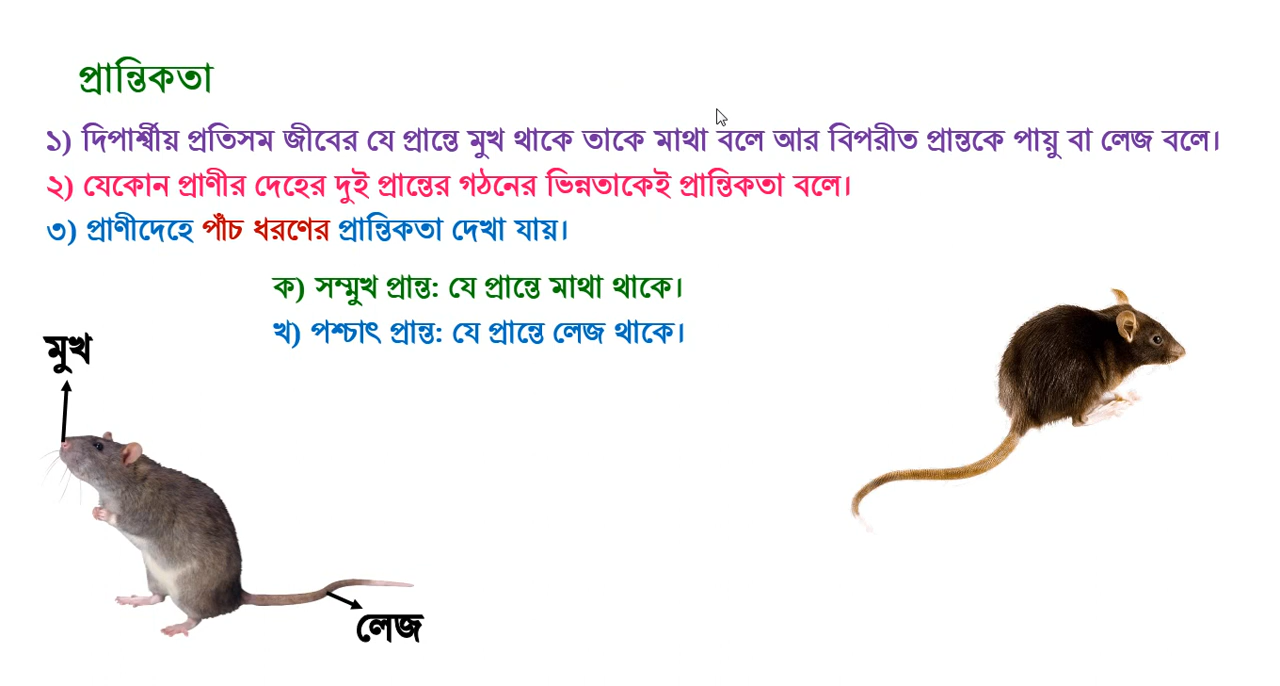 প্রান্তিকতা
১) দিপার্শ্বীয় প্রতিসম জীবের যে প্রান্তে মুখ থাকে তাকে মাথা বলে আর বিপরীত প্রান্তকে পায়ু বা লেজ বলে।
২) যেকোন প্রাণীর দেহের দুই প্রান্তের গঠনের ভিন্নতাকেই প্রান্তিকতা বলে।
৩) প্রাণীদেহে পাঁচ ধরণের প্রান্তিকতা দেখা যায়।
ক) সম্মুখ প্রান্ত: যে প্রান্তে মাথা থাকে।
খ) পশ্চাৎ প্রান্ত: যে প্রান্তে লেজ থাকে।
মুখ
লেজ